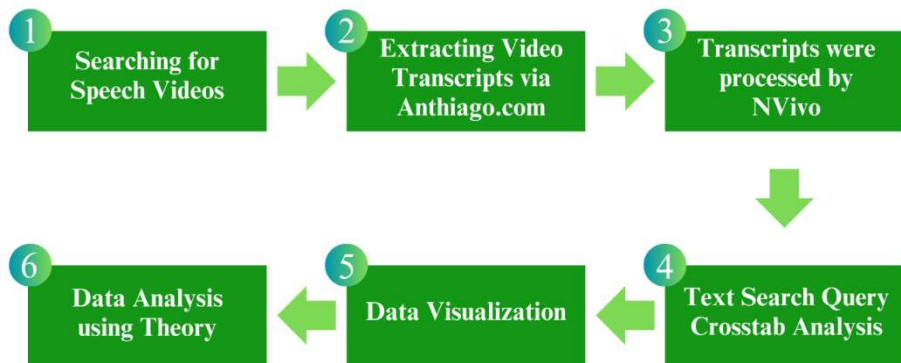 1
Searching for
Speech Videos
2
Extracting Video
Transcripts via
Anthiago.com
3
Transcripts were
processed by
NVivo
4
Text Search Query
Crosstab Analysis
5
Data Visualization
6
Data Analysis
using Theory